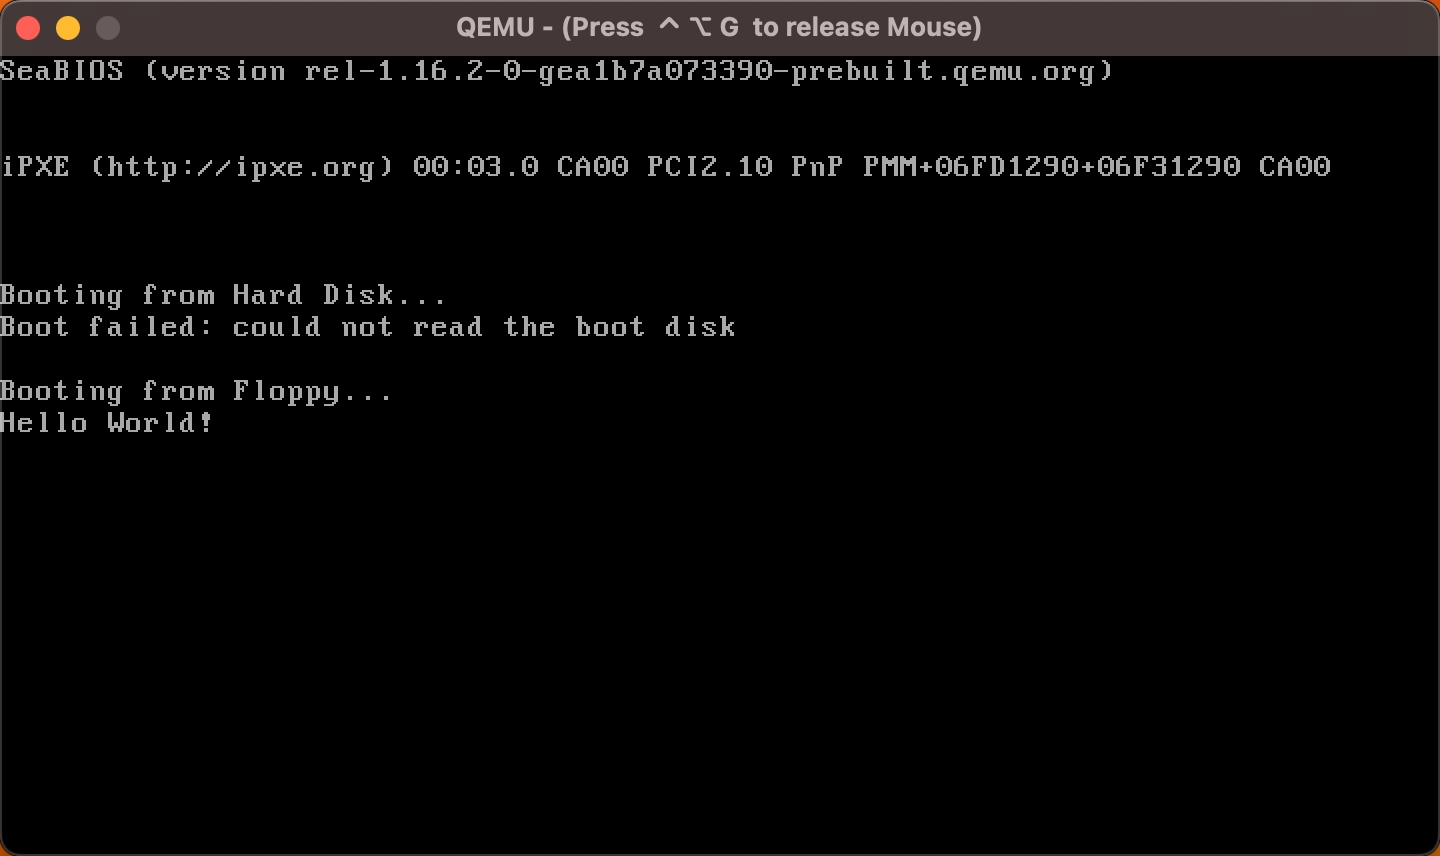 QEMU - (Press ⌃⌥G to release Mouse)
SeaBIOS (version rel-1.16.2-0-gea1b7a073390-prebuilt.qemu.org)
iPXE (http://ipxe.org) 00:03.0 CA00 PCI2.10 PnP PMM+06FD1290+06F31290 CA00
Booting from Hard Disk...
Boot failed: could not read the boot disk
Booting from Floppy...
Hello World!